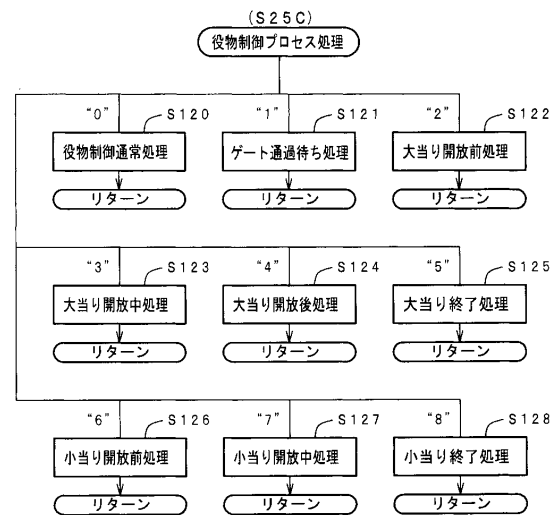 (S25C)
役物制御プロセス処理
“0” S120 “1” S121 “2” S122
役物制御通常処理 ゲート通過待ち処理 大当り開放前処理
リターン リターン リターン
“3” S123 “4” S124 “5” S125
大当り開放中処理 大当り開放後処理 大当り終了処理
リターン リターン リターン
“6” S126 “7” S127 “8” S128
小当り開放前処理 小当り開放中処理 小当り終了処理
リターン リターン リターン